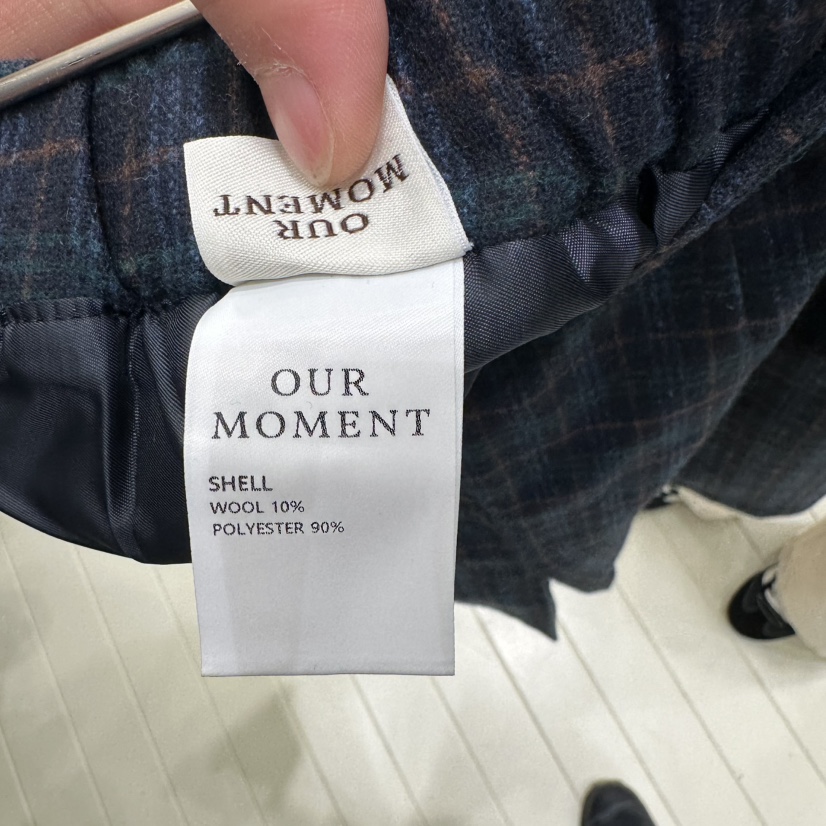 OUR
MOMENT
OUR
MOMENT
SHELL
WOOL 10%
POLYESTER 90%